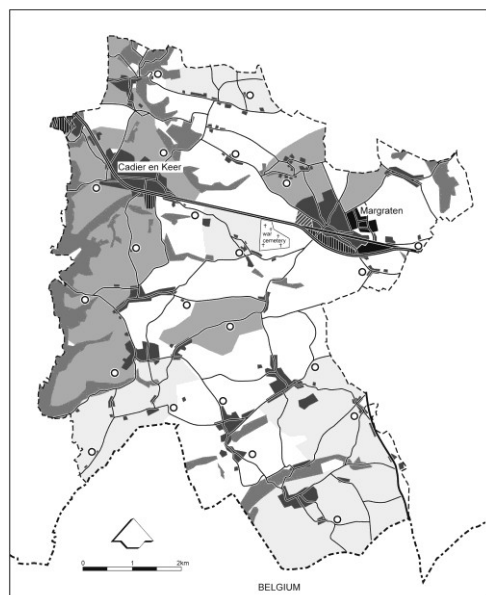 Cadier en Keer
Margraten
war
cemetery
0
1
2km
BELGIUM